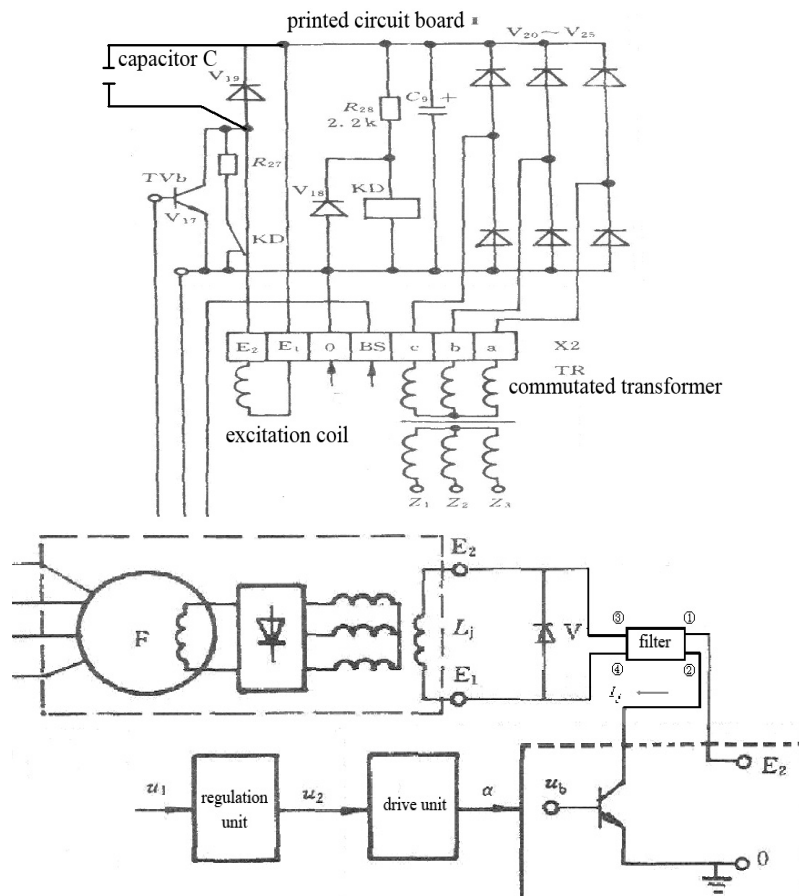 printed circuit board
capacitor C
V₁₉
V₂₀～V₂₅
R₂₈
2.2k
C₉ +
R₂₇
TVb
V₁₇
V₁₈
KD
KD
E₂ E₁ 0 BS c b a X2
TR
commutated transformer
excitation coil
Z₁ Z₂ Z₃
E₂
F
Lⱼ
V
E₁
③ ①
filter
④ ②
u₁
regulation
unit
u₂
drive unit
α
u_b
E₂
0